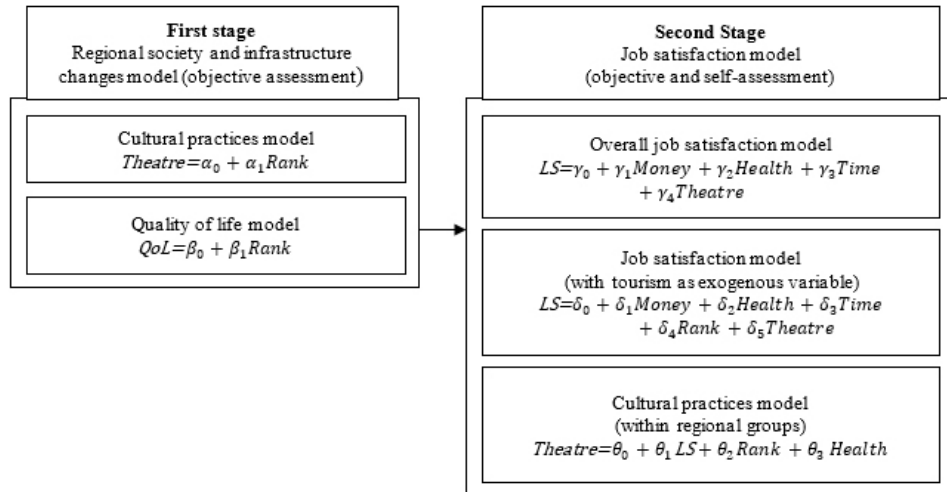 First stage
Regional society and infrastructure
changes model (objective assessment)
Cultural practices model
Theatre=α₀ + α₁Rank
Quality of life model
QoL=β₀ + β₁Rank
Second Stage
Job satisfaction model
(objective and self-assessment)
Overall job satisfaction model
LS=γ₀ + γ₁Money + γ₂Health + γ₃Time
+ γ₄Theatre
Job satisfaction model
(with tourism as exogenous variable)
LS=δ₀ + δ₁Money + δ₂Health + δ₃Time
+ δ₄Rank + δ₅Theatre
Cultural practices model
(within regional groups)
Theatre=θ₀ + θ₁ LS+ θ₂ Rank + θ₃ Health